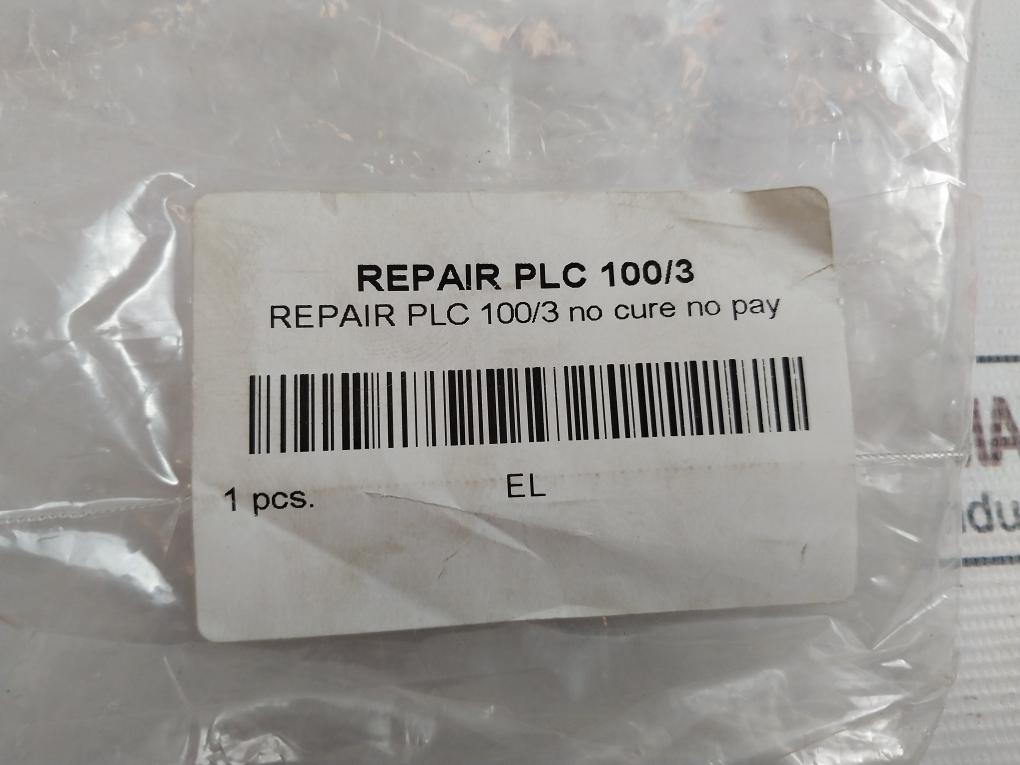 REPAIR PLC 100/3
REPAIR PLC 100/3 no cure no pay
1 pcs.
EL